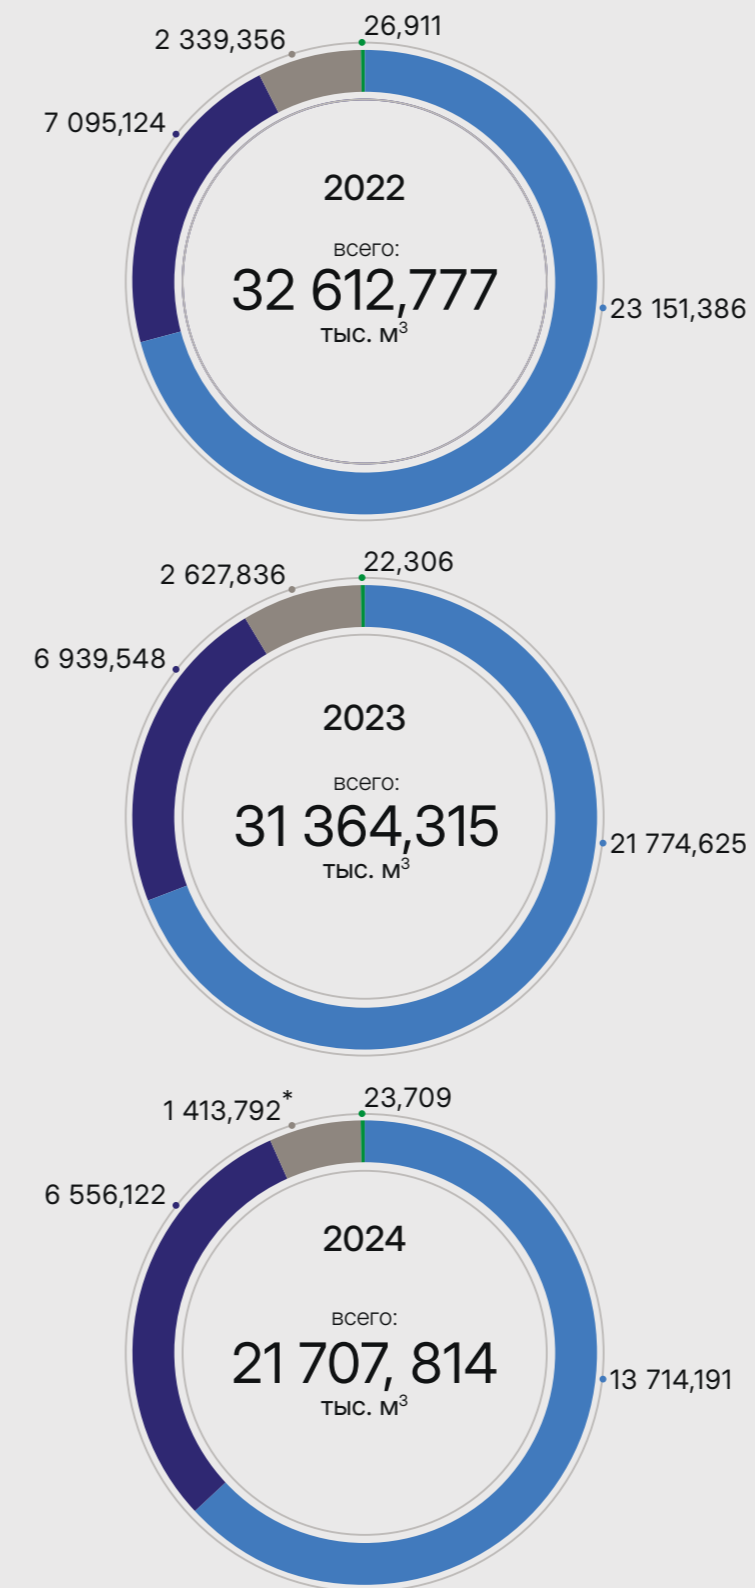 26,911
2 339,356
7 095,124
2022
всего:
32 612,777
тыс. м³
23 151,386
22,306
2 627,836
6 939,548
2023
всего:
31 364,315
тыс. м³
21 774,625
23,709
1 413,792*
6 556,122
2024
всего:
21 707, 814
тыс. м³
13 714,191